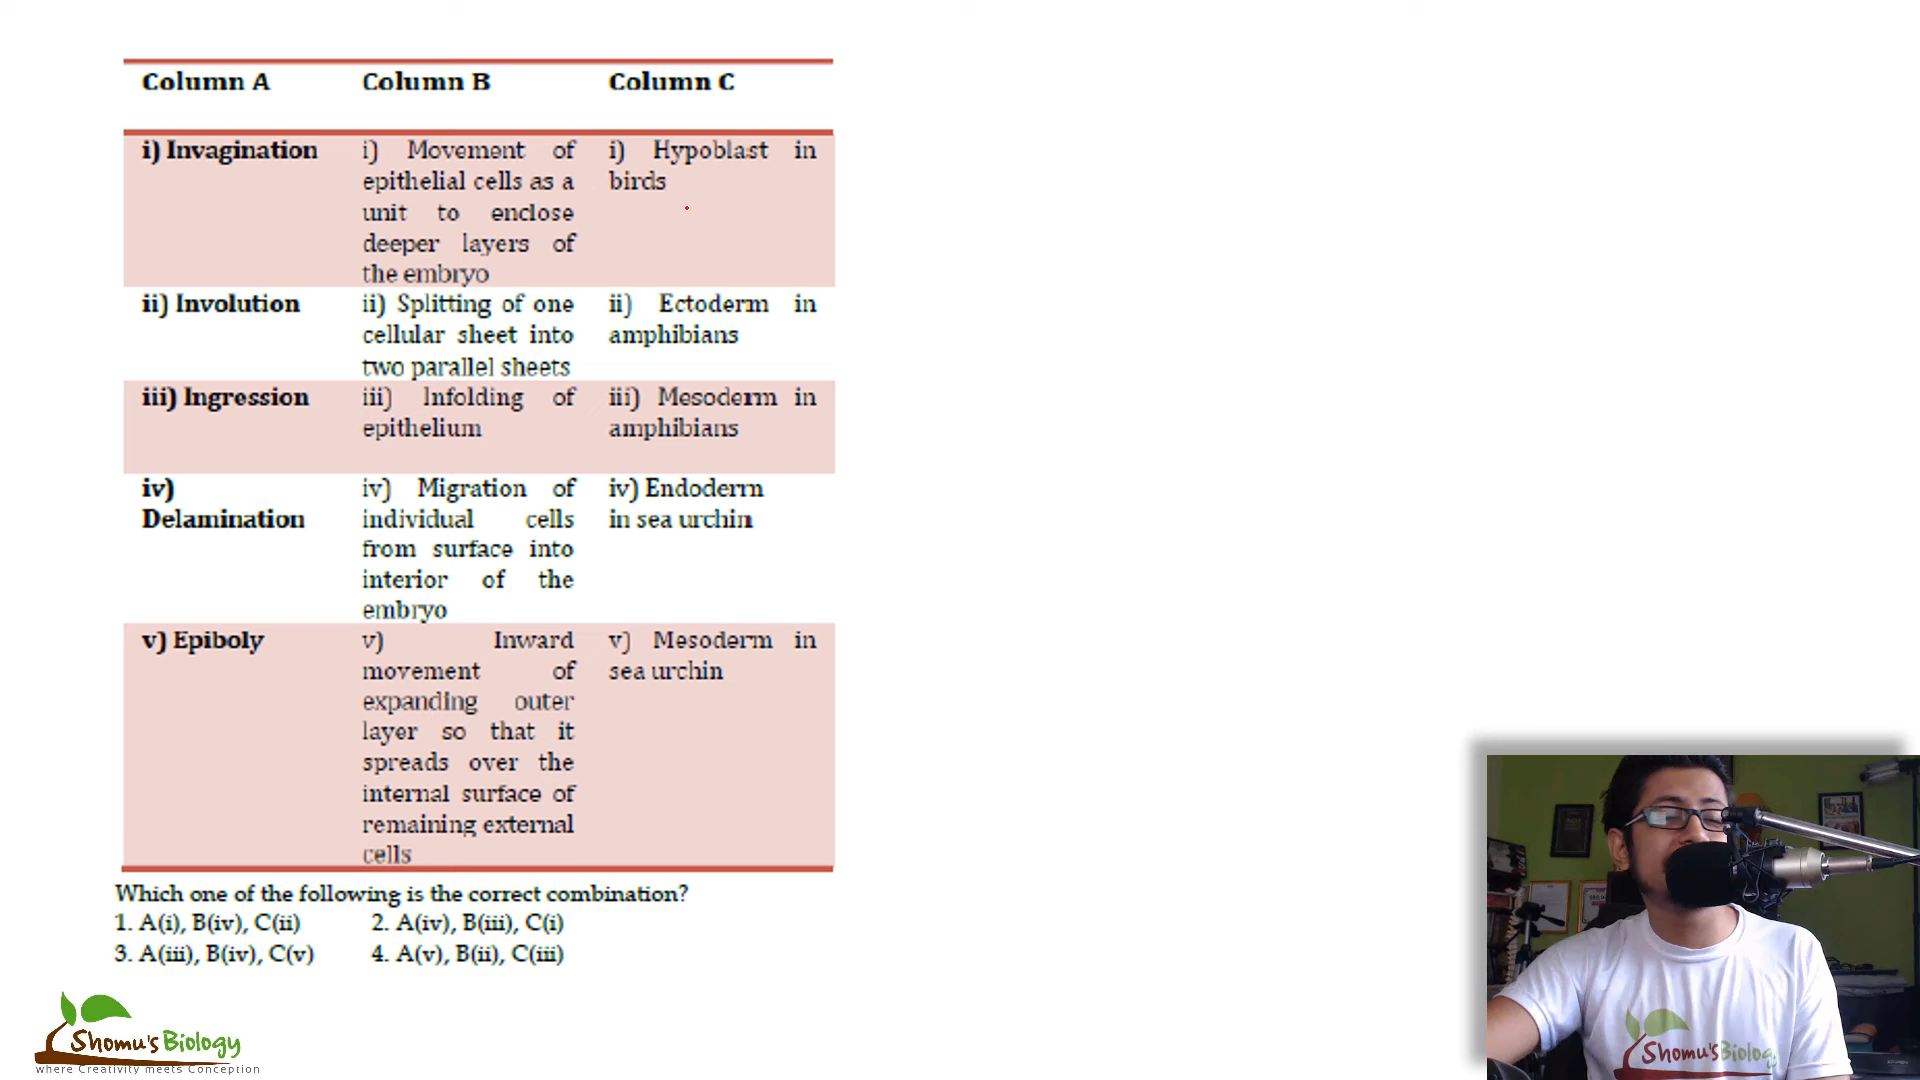 Column A Column B Column C
i) Invagination i) Movement of epithelial cells as a unit to enclose deeper layers of the embryo i) Hypoblast in birds
ii) Involution ii) Splitting of one cellular sheet into two parallel sheets ii) Ectoderm in amphibians
iii) Ingression iii) Infolding of epithelium iii) Mesoderm in amphibians
iv) Delamination iv) Migration of individual cells from surface into interior of the embryo iv) Endoderm in sea urchin
v) Epiboly v) Inward movement of expanding outer layer so that it spreads over the internal surface of remaining external cells v) Mesoderm in sea urchin
Which one of the following is the correct combination?
1. A(i), B(iv), C(ii) 2. A(iv), B(iii), C(i)
3. A(iii), B(iv), C(v) 4. A(v), B(ii), C(iii)
Shomu's Biology
where Creativity meets Conception
Shomu's Biolog